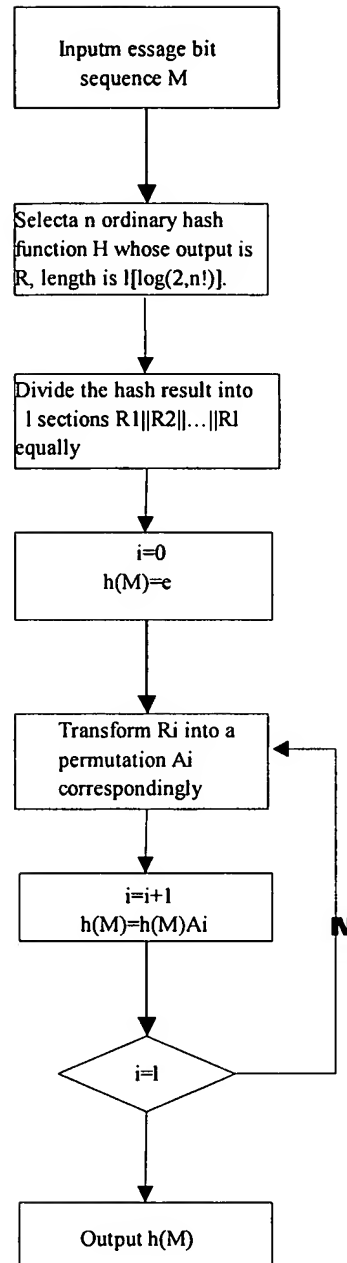 Inputm essage bit
sequence M
Selecta n ordinary hash
function H whose output is
R, length is l[log(2,n!)].
Divide the hash result into
l sections R1||R2||...||Rl
equally
i=0
h(M)=e
Transform Ri into a
permutation Ai
correspondingly
i=i+1
h(M)=h(M)Ai
N
i=l
Output h(M)